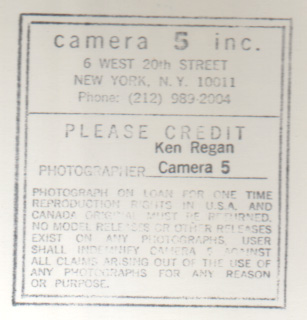 camera 5 inc.
6 WEST 20th STREET
NEW YORK, N.Y. 10011
Phone: (212) 989-2004
PLEASE CREDIT
Ken Regan
PHOTOGRAPHER Camera 5
PHOTOGRAPH ON LOAN FOR ONE TIME
REPRODUCTION RIGHTS IN U.S.A. AND
CANADA ORIGINAL MUST BE RETURNED.
NO MODEL RELEASES OR OTHER RELEASES
EXIST ON ANY PHOTOGRAPHS. USER
SHALL INDEMNIFY CAMERA 5 AGAINST
ALL CLAIMS ARISING OUT OF THE USE OF
ANY PHOTOGRAPHS FOR ANY REASON
OR PURPOSE.